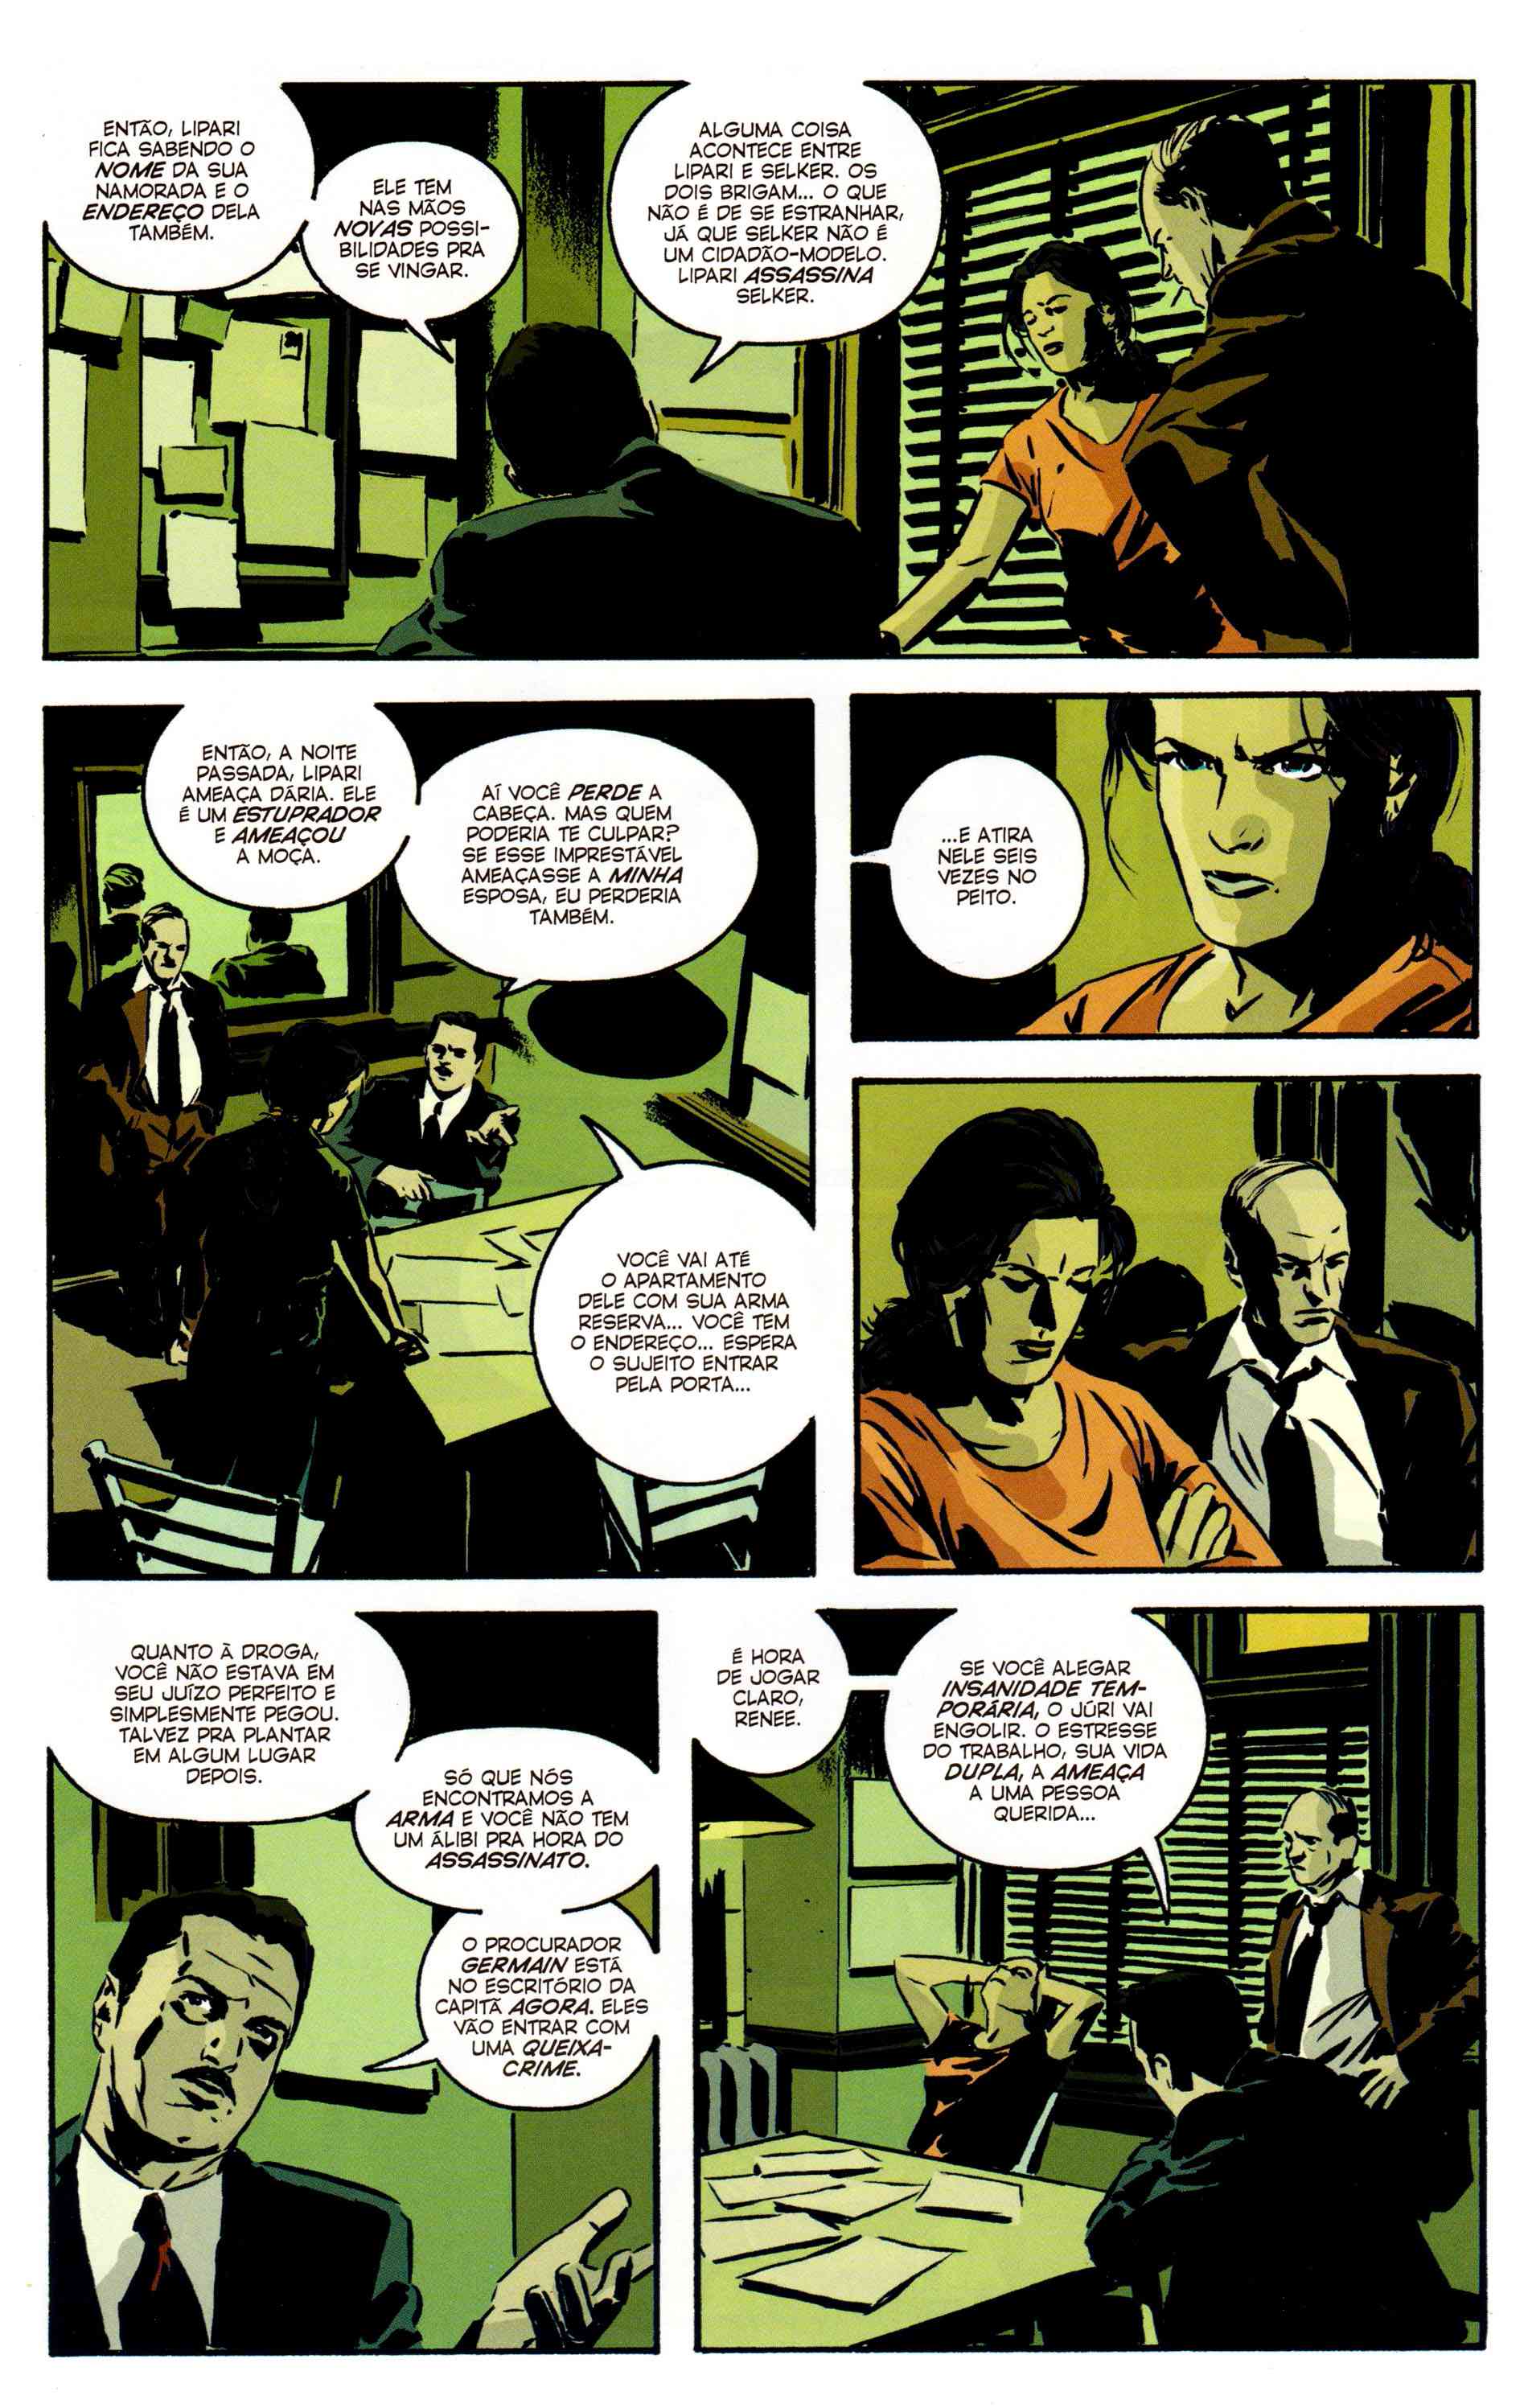 ENTÃO, LIPARI
FICA SABENDO O
NOME DA SUA
NAMORADA E O
ENDEREÇO DELA
TAMBÉM.
ELE TEM
NAS MÃOS
NOVAS POSSI-
BILIDADES PRA
SE VINGAR.
ALGUMA COISA
ACONTECE ENTRE
LIPARI E SELKER. OS
DOIS BRIGAM... O QUE
NÃO É DE SE ESTRANHAR,
JÁ QUE SELKER NÃO É
UM CIDADÃO-MODELO.
LIPARI ASSASSINA
SELKER.
ENTÃO, A NOITE
PASSADA, LIPARI
AMEAÇA DÁRIA. ELE
É UM ESTUPRADOR
E AMEAÇOU
A MOÇA.
AÍ VOCÊ PERDE A
CABEÇA. MAS QUEM
PODERIA TE CULPAR?
SE ESSE IMPRESTÁVEL
AMEAÇASSE A MINHA
ESPOSA, EU PERDERIA
TAMBÉM.
VOCÊ VAI ATÉ
O APARTAMENTO
DELE COM SUA ARMA
RESERVA... VOCÊ TEM
O ENDEREÇO... ESPERA
O SUJEITO ENTRAR
PELA PORTA...
...E ATIRA
NELE SEIS
VEZES NO
PEITO.
QUANTO À DROGA,
VOCÊ NÃO ESTAVA EM
SEU JUÍZO PERFEITO E
SIMPLESMENTE PEGOU.
TALVEZ PRA PLANTAR
EM ALGUM LUGAR
DEPOIS.
SÓ QUE NÓS
ENCONTRAMOS A
ARMA E VOCÊ NÃO TEM
UM ÁLIBI PRA HORA DO
ASSASSINATO.
O PROCURADOR
GERMAIN ESTÁ
NO ESCRITÓRIO DA
CAPITÃ AGORA. ELES
VÃO ENTRAR COM
UMA QUEIXA-
CRIME.
É HORA
DE JOGAR
CLARO,
RENEE.
SE VOCÊ ALEGAR
INSANIDADE TEM-
PORÁRIA, O JÚRI VAI
ENGOLIR. O ESTRESSE
DO TRABALHO, SUA VIDA
DUPLA, A AMEAÇA
A UMA PESSOA
QUERIDA...